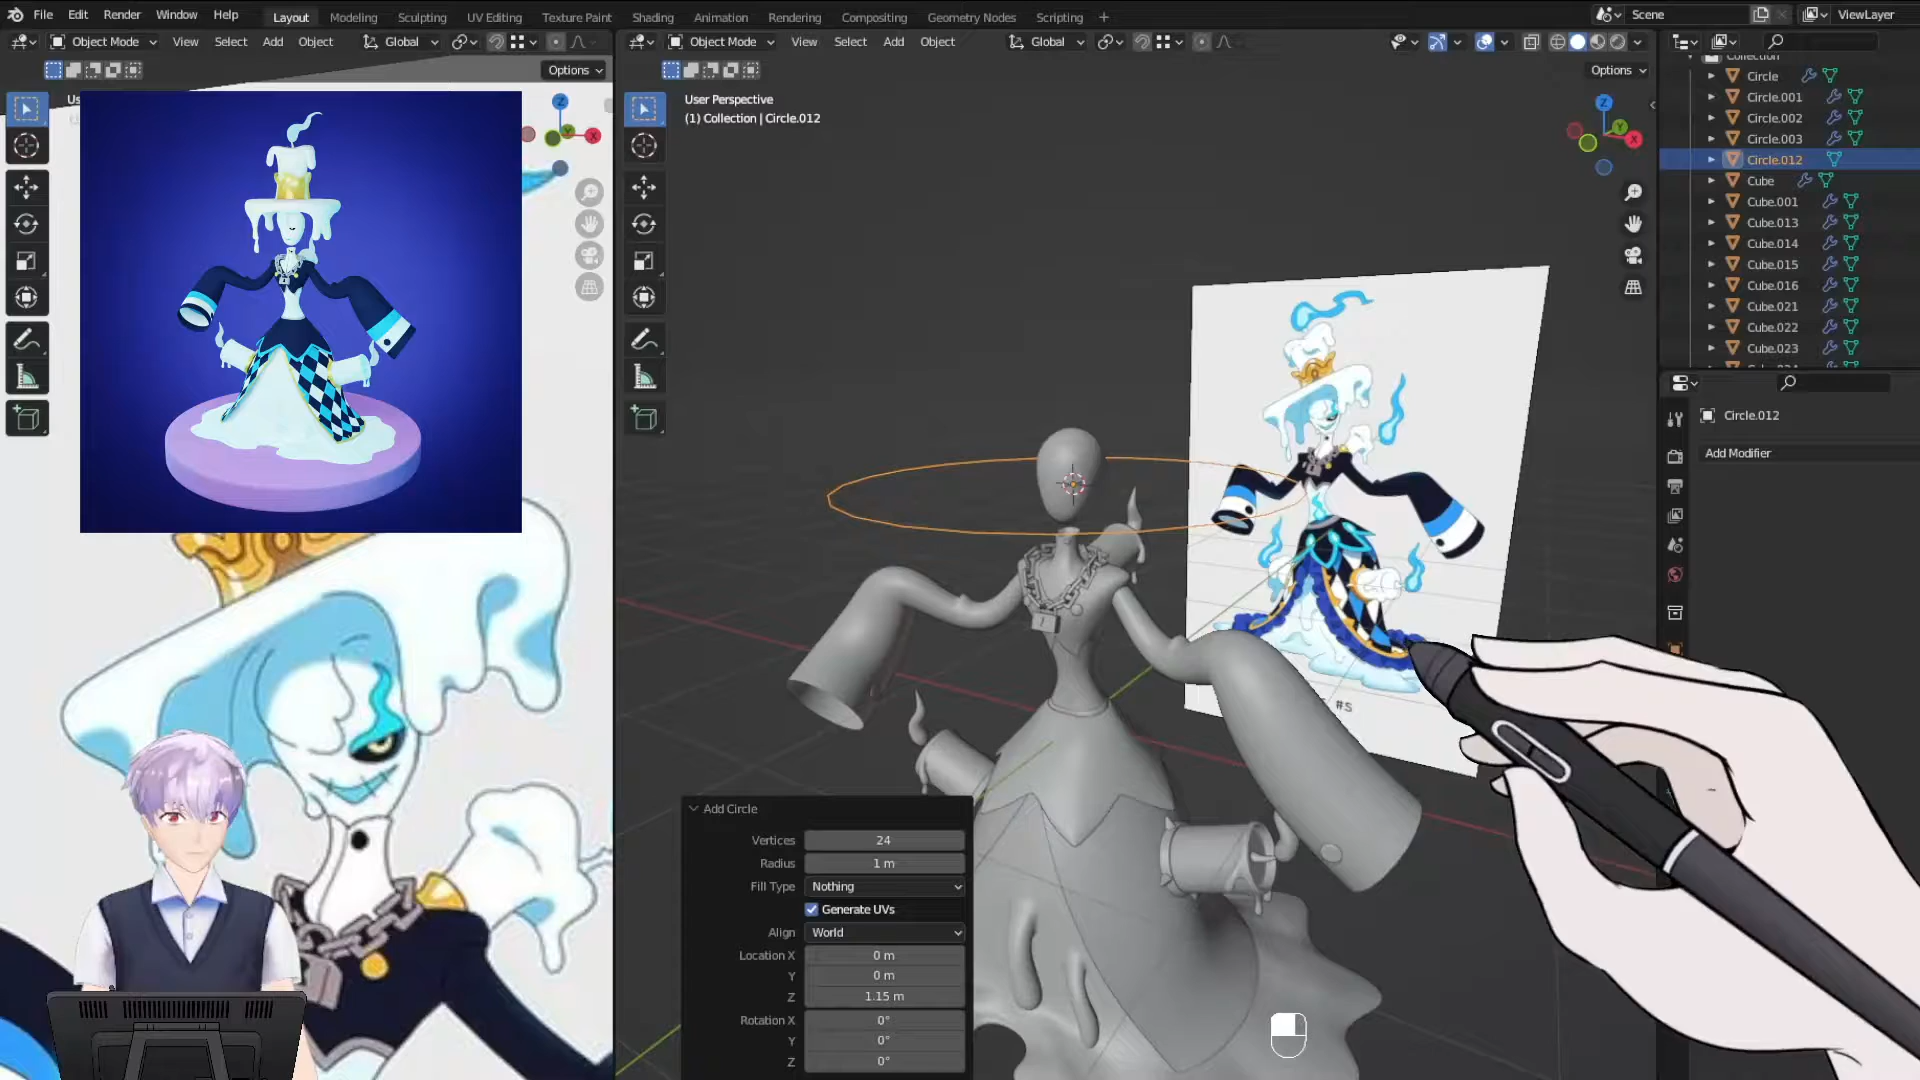 File Edit Render Window Help Layout Modeling Sculpting UV Editing Texture Paint Shading Animation Rendering Compositing Geometry Nodes Scripting + Scene ViewLayer
Object Mode View Select Add Object Global Object Mode View Select Add Object Global
Options Options
User Perspective
(1) Collection | Circle.012
Z
Y
X
Z
Y
X
Collection
Circle
Circle.001
Circle.002
Circle.003
Circle.012
Cube
Cube.001
Cube.013
Cube.014
Cube.015
Cube.016
Cube.021
Cube.022
Cube.023
Circle.012
Add Modifier
#S
Add Circle
Vertices 24
Radius 1 m
Fill Type Nothing
Generate UVs
Align World
Location X 0 m
Y 0 m
Z 1.15 m
Rotation X 0°
Y 0°
Z 0°